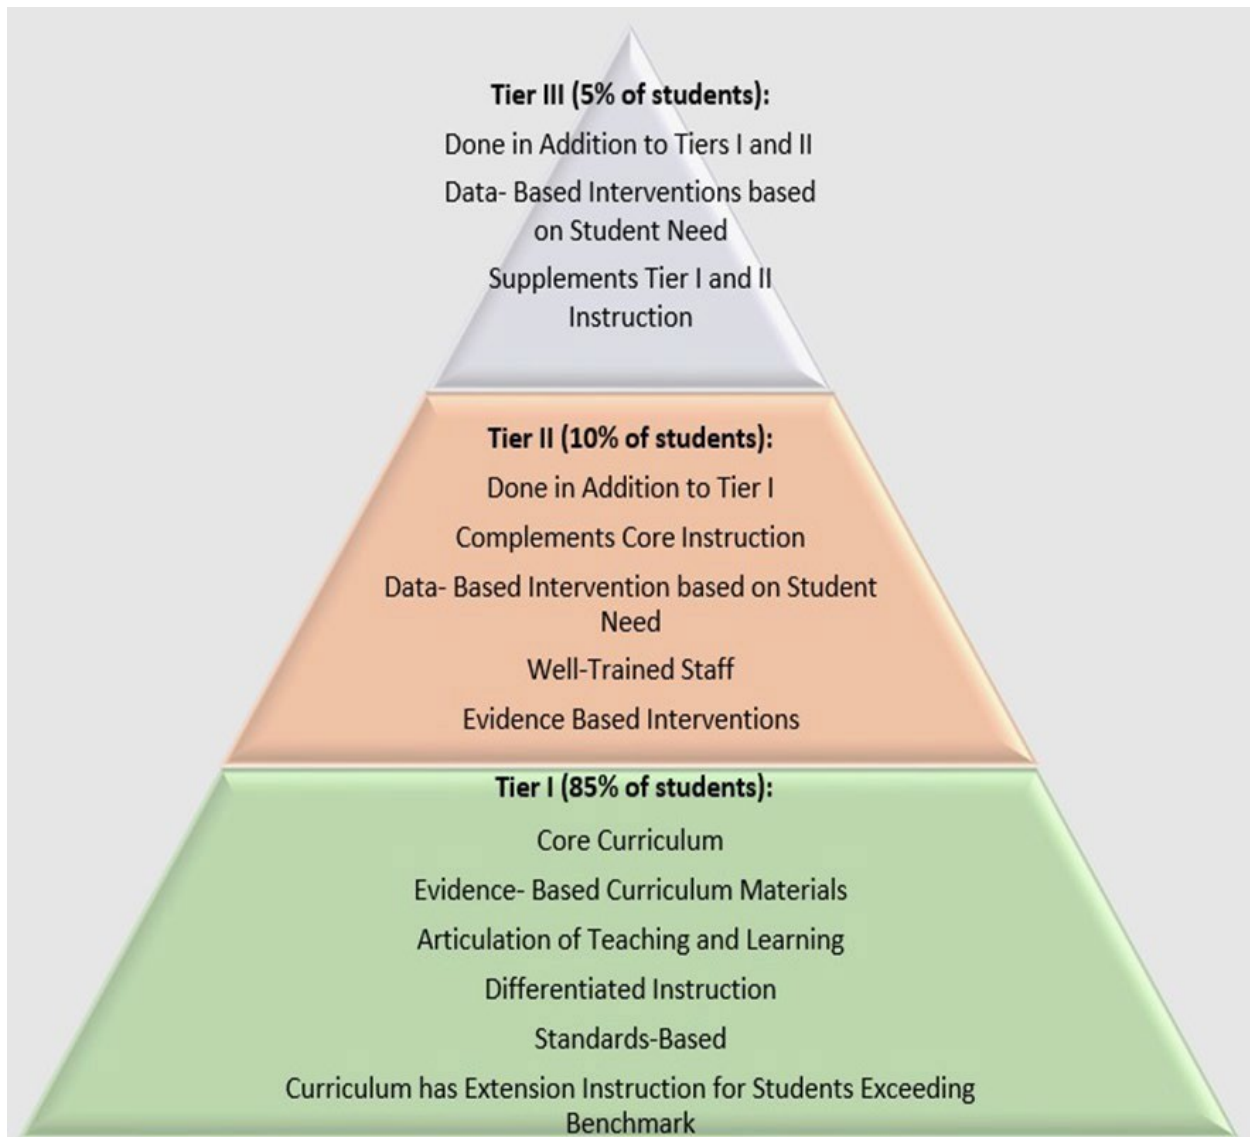 Tier III (5% of students):
Done in Addition to Tiers I and II
Data- Based Interventions based
on Student Need
Supplements Tier I and II
Instruction
Tier II (10% of students):
Done in Addition to Tier I
Complements Core Instruction
Data- Based Intervention based on Student
Need
Well-Trained Staff
Evidence Based Interventions
Tier I (85% of students):
Core Curriculum
Evidence- Based Curriculum Materials
Articulation of Teaching and Learning
Differentiated Instruction
Standards-Based
Curriculum has Extension Instruction for Students Exceeding
Benchmark